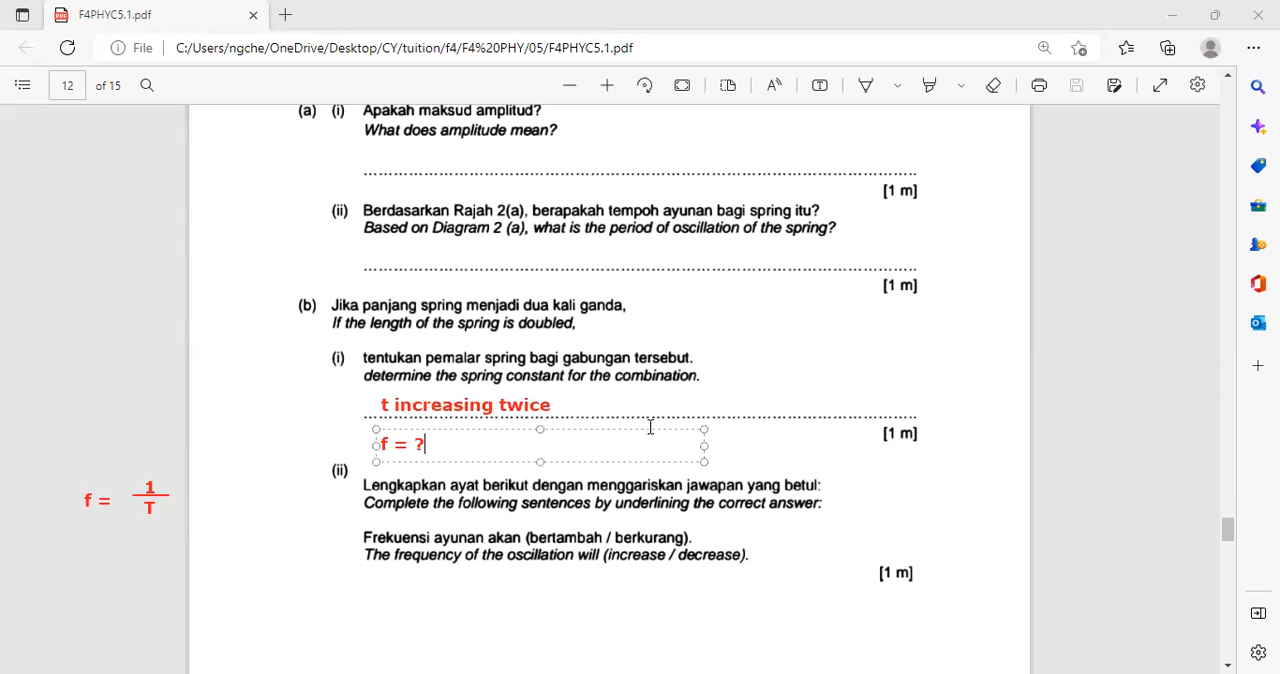 F4PHYC5.1.pdf
File
C:/Users/ngche/OneDrive/Desktop/CY/tuition/f4/F4%20PHY/05/F4PHYC5.1.pdf
12 of 15
(a) (i) Apakah maksud amplitud?
What does amplitude mean?
[1 m]
(ii) Berdasarkan Rajah 2(a), berapakah tempoh ayunan bagi spring itu?
Based on Diagram 2 (a), what is the period of oscillation of the spring?
[1 m]
(b) Jika panjang spring menjadi dua kali ganda,
If the length of the spring is doubled,
(i) tentukan pemalar spring bagi gabungan tersebut.
determine the spring constant for the combination.
t increasing twice
[1 m]
f = ?
(ii)
Lengkapkan ayat berikut dengan menggariskan jawapan yang betul:
Complete the following sentences by underlining the correct answer:
f = 1
T
Frekuensi ayunan akan (bertambah / berkurang).
The frequency of the oscillation will (increase / decrease).
[1 m]